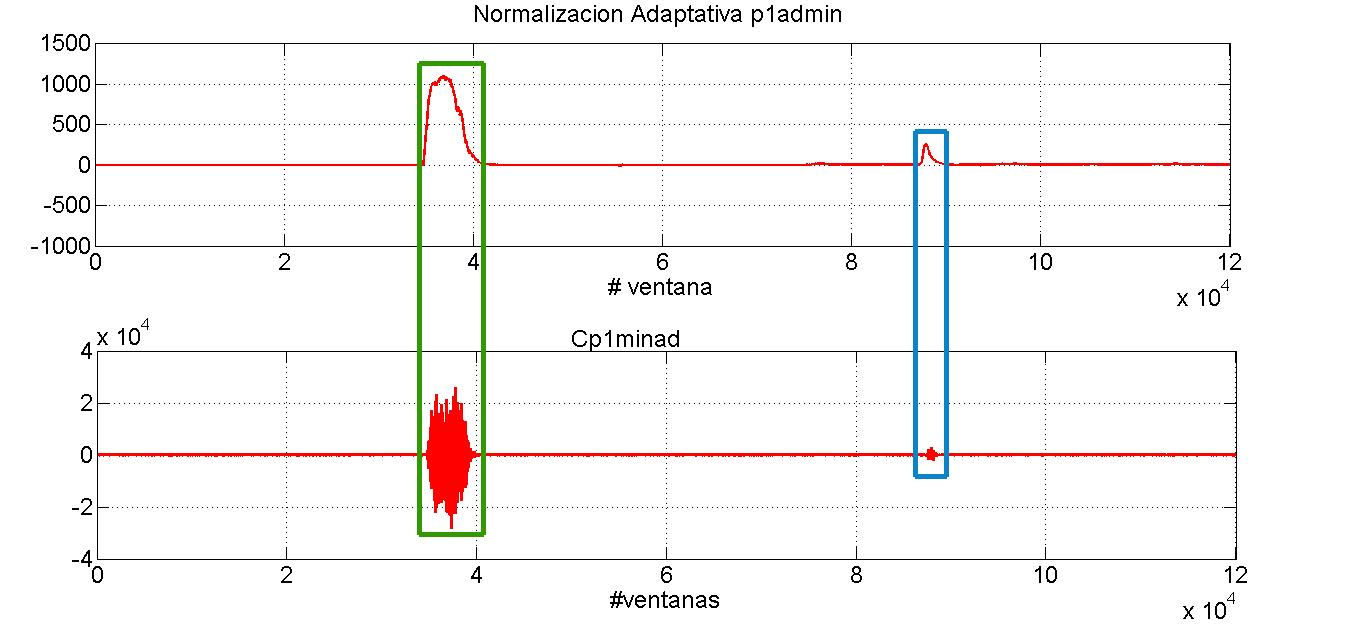 Normalizacion Adaptativa p1admin
1500
1000
500
0
-500
-1000
0 2 4 6 8 10 12
# ventana
x 10^4
x 10^4
Cp1minad
4
2
0
-2
-4
0 2 4 6 8 10 12
#ventanas
x 10^4